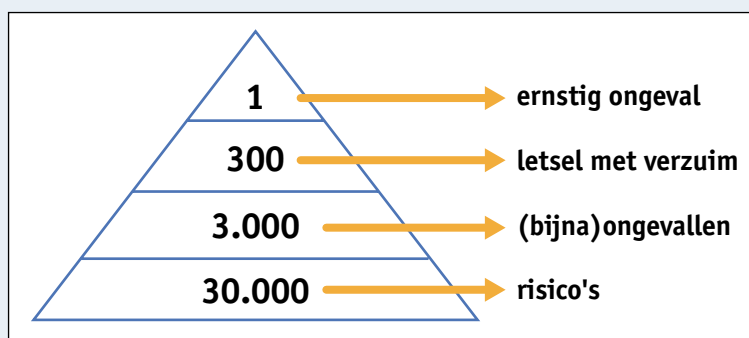 1 ernstig ongeval
300 letsel met verzuim
3.000 (bijna)ongevallen
30.000 risico's